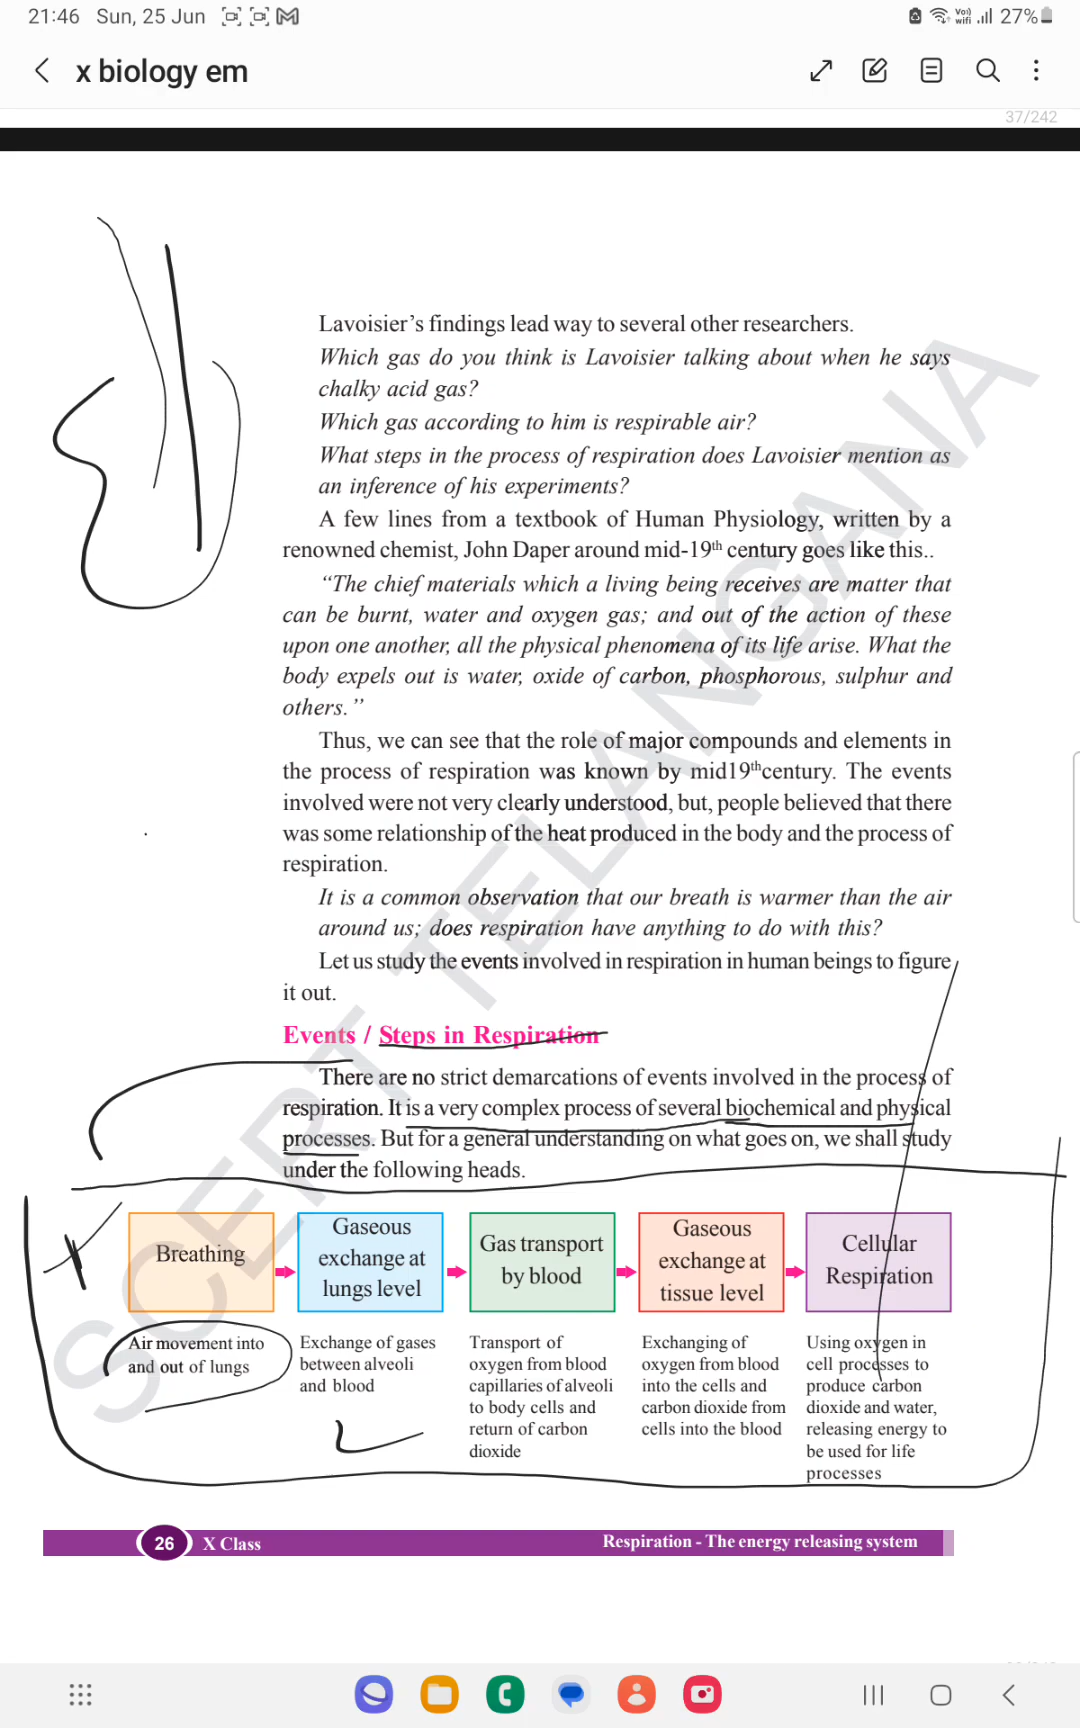 21:46 Sun, 25 Jun
27%
x biology em
37/242
Lavoisier’s findings lead way to several other researchers.
Which gas do you think is Lavoisier talking about when he says
chalky acid gas?
Which gas according to him is respirable air?
What steps in the process of respiration does Lavoisier mention as
an inference of his experiments?
A few lines from a textbook of Human Physiology, written by a
renowned chemist, John Daper around mid-19th century goes like this..
“The chief materials which a living being receives are matter that
can be burnt, water and oxygen gas; and out of the action of these
upon one another, all the physical phenomena of its life arise. What the
body expels out is water, oxide of carbon, phosphorous, sulphur and
others.”
Thus, we can see that the role of major compounds and elements in
the process of respiration was known by mid19thcentury. The events
involved were not very clearly understood, but, people believed that there
was some relationship of the heat produced in the body and the process of
respiration.
It is a common observation that our breath is warmer than the air
around us; does respiration have anything to do with this?
Let us study the events involved in respiration in human beings to figure
it out.
Events / Steps in Respiration
There are no strict demarcations of events involved in the process of
respiration. It is a very complex process of several biochemical and physical
processes. But for a general understanding on what goes on, we shall study
under the following heads.
Breathing
Air movement into
and out of lungs
Gaseous
exchange at
lungs level
Exchange of gases
between alveoli
and blood
Gas transport
by blood
Transport of
oxygen from blood
capillaries of alveoli
to body cells and
return of carbon
dioxide
Gaseous
exchange at
tissue level
Exchanging of
oxygen from blood
into the cells and
carbon dioxide from
cells into the blood
Cellular
Respiration
Using oxygen in
cell processes to
produce carbon
dioxide and water,
releasing energy to
be used for life
processes
26 X Class
Respiration - The energy releasing system
SCERT TELANGANA